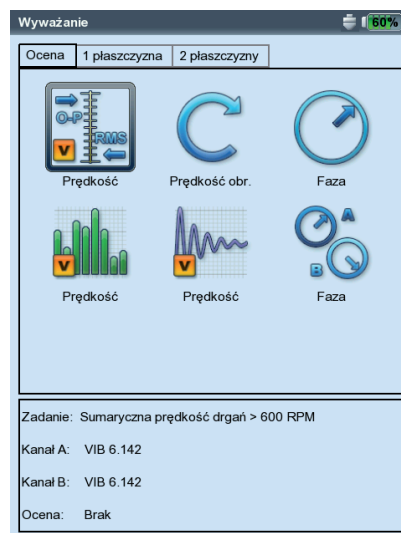 Wyważanie
60%
Ocena 1 płaszczyzna 2 płaszczyzny
O-P
RMS
V
Prędkość Prędkość obr. Faza
A
V V B
Prędkość Prędkość Faza
Zadanie: Sumaryczna prędkość drgań > 600 RPM
Kanał A: VIB 6.142
Kanał B: VIB 6.142
Ocena: Brak